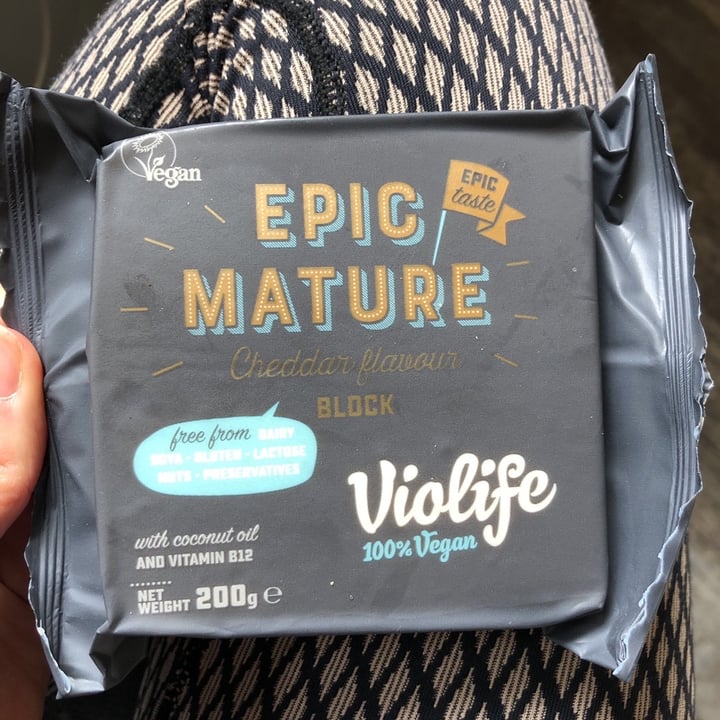 Vegan
EPIC
EPIC
taste
MATURE
Cheddar flavour
BLOCK
free from DAIRY
SOYA - GLUTEN - LACTOSE
NUTS - PRESERVATIVES
Violife
100% Vegan
with coconut oil
AND VITAMIN B12
NET
WEIGHT 200g e